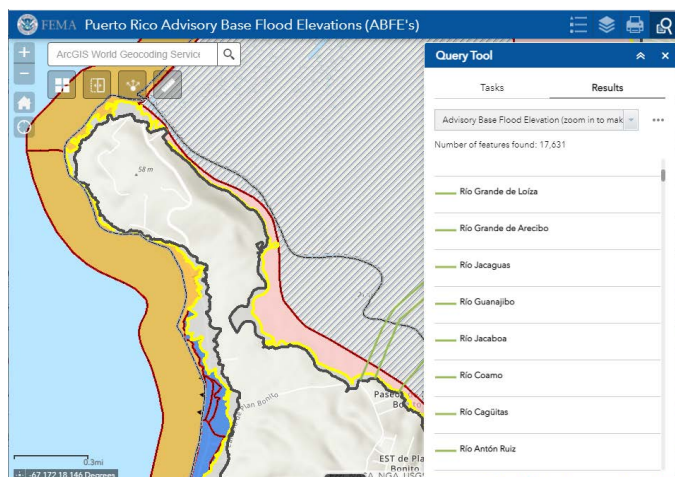 FEMA Puerto Rico Advisory Base Flood Elevations (ABFE's)
ArcGIS World Geocoding Service
58 m
Plan Bonito
Bonito
EST de Pla
Bonito
0.3mi
-67.172 18.146 Degrees
Query Tool
Tasks
Results
Advisory Base Flood Elevation (zoom in to mak
Number of features found: 17,631
Río Grande de Loíza
Río Grande de Arecibo
Río Jacaguas
Río Guanajibo
Río Jacaboa
Río Coamo
Río Cagüitas
Río Antón Ruiz